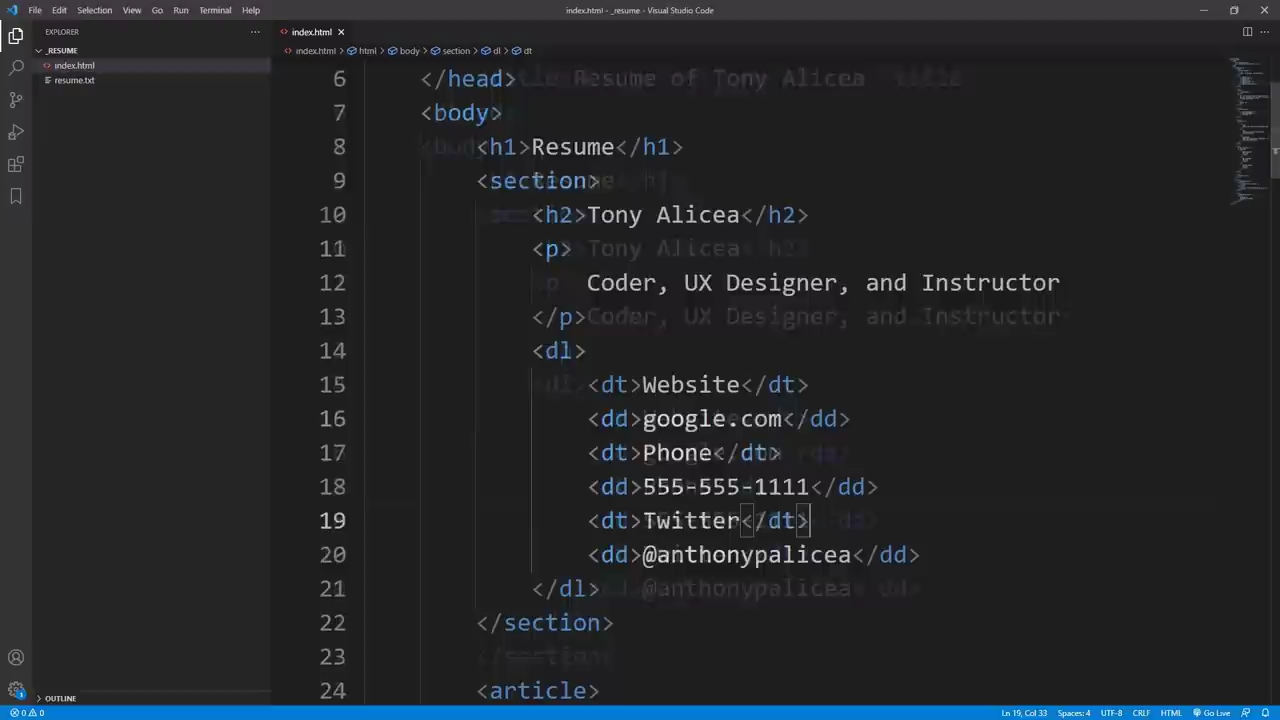 File Edit Selection View Go Run Terminal Help
index.html - _resume - Visual Studio Code
EXPLORER
_RESUME
index.html
resume.txt
OUTLINE
index.html
index.html > html > body > section > dl > dt
6 </head>
7 <body>
8 <h1>Resume</h1>
9 <section>
10 <h2>Tony Alicea</h2>
11 <p>
12 Coder, UX Designer, and Instructor
13 </p>
14 <dl>
15 <dt>Website</dt>
16 <dd>google.com</dd>
17 <dt>Phone</dt>
18 <dd>555-555-1111</dd>
19 <dt>Twitter</dt>
20 <dd>@anthonypalicea</dd>
21 </dl>
22 </section>
23
24 <article>
0 0 Ln 19, Col 33 Spaces: 4 UTF-8 CRLF HTML Go Live